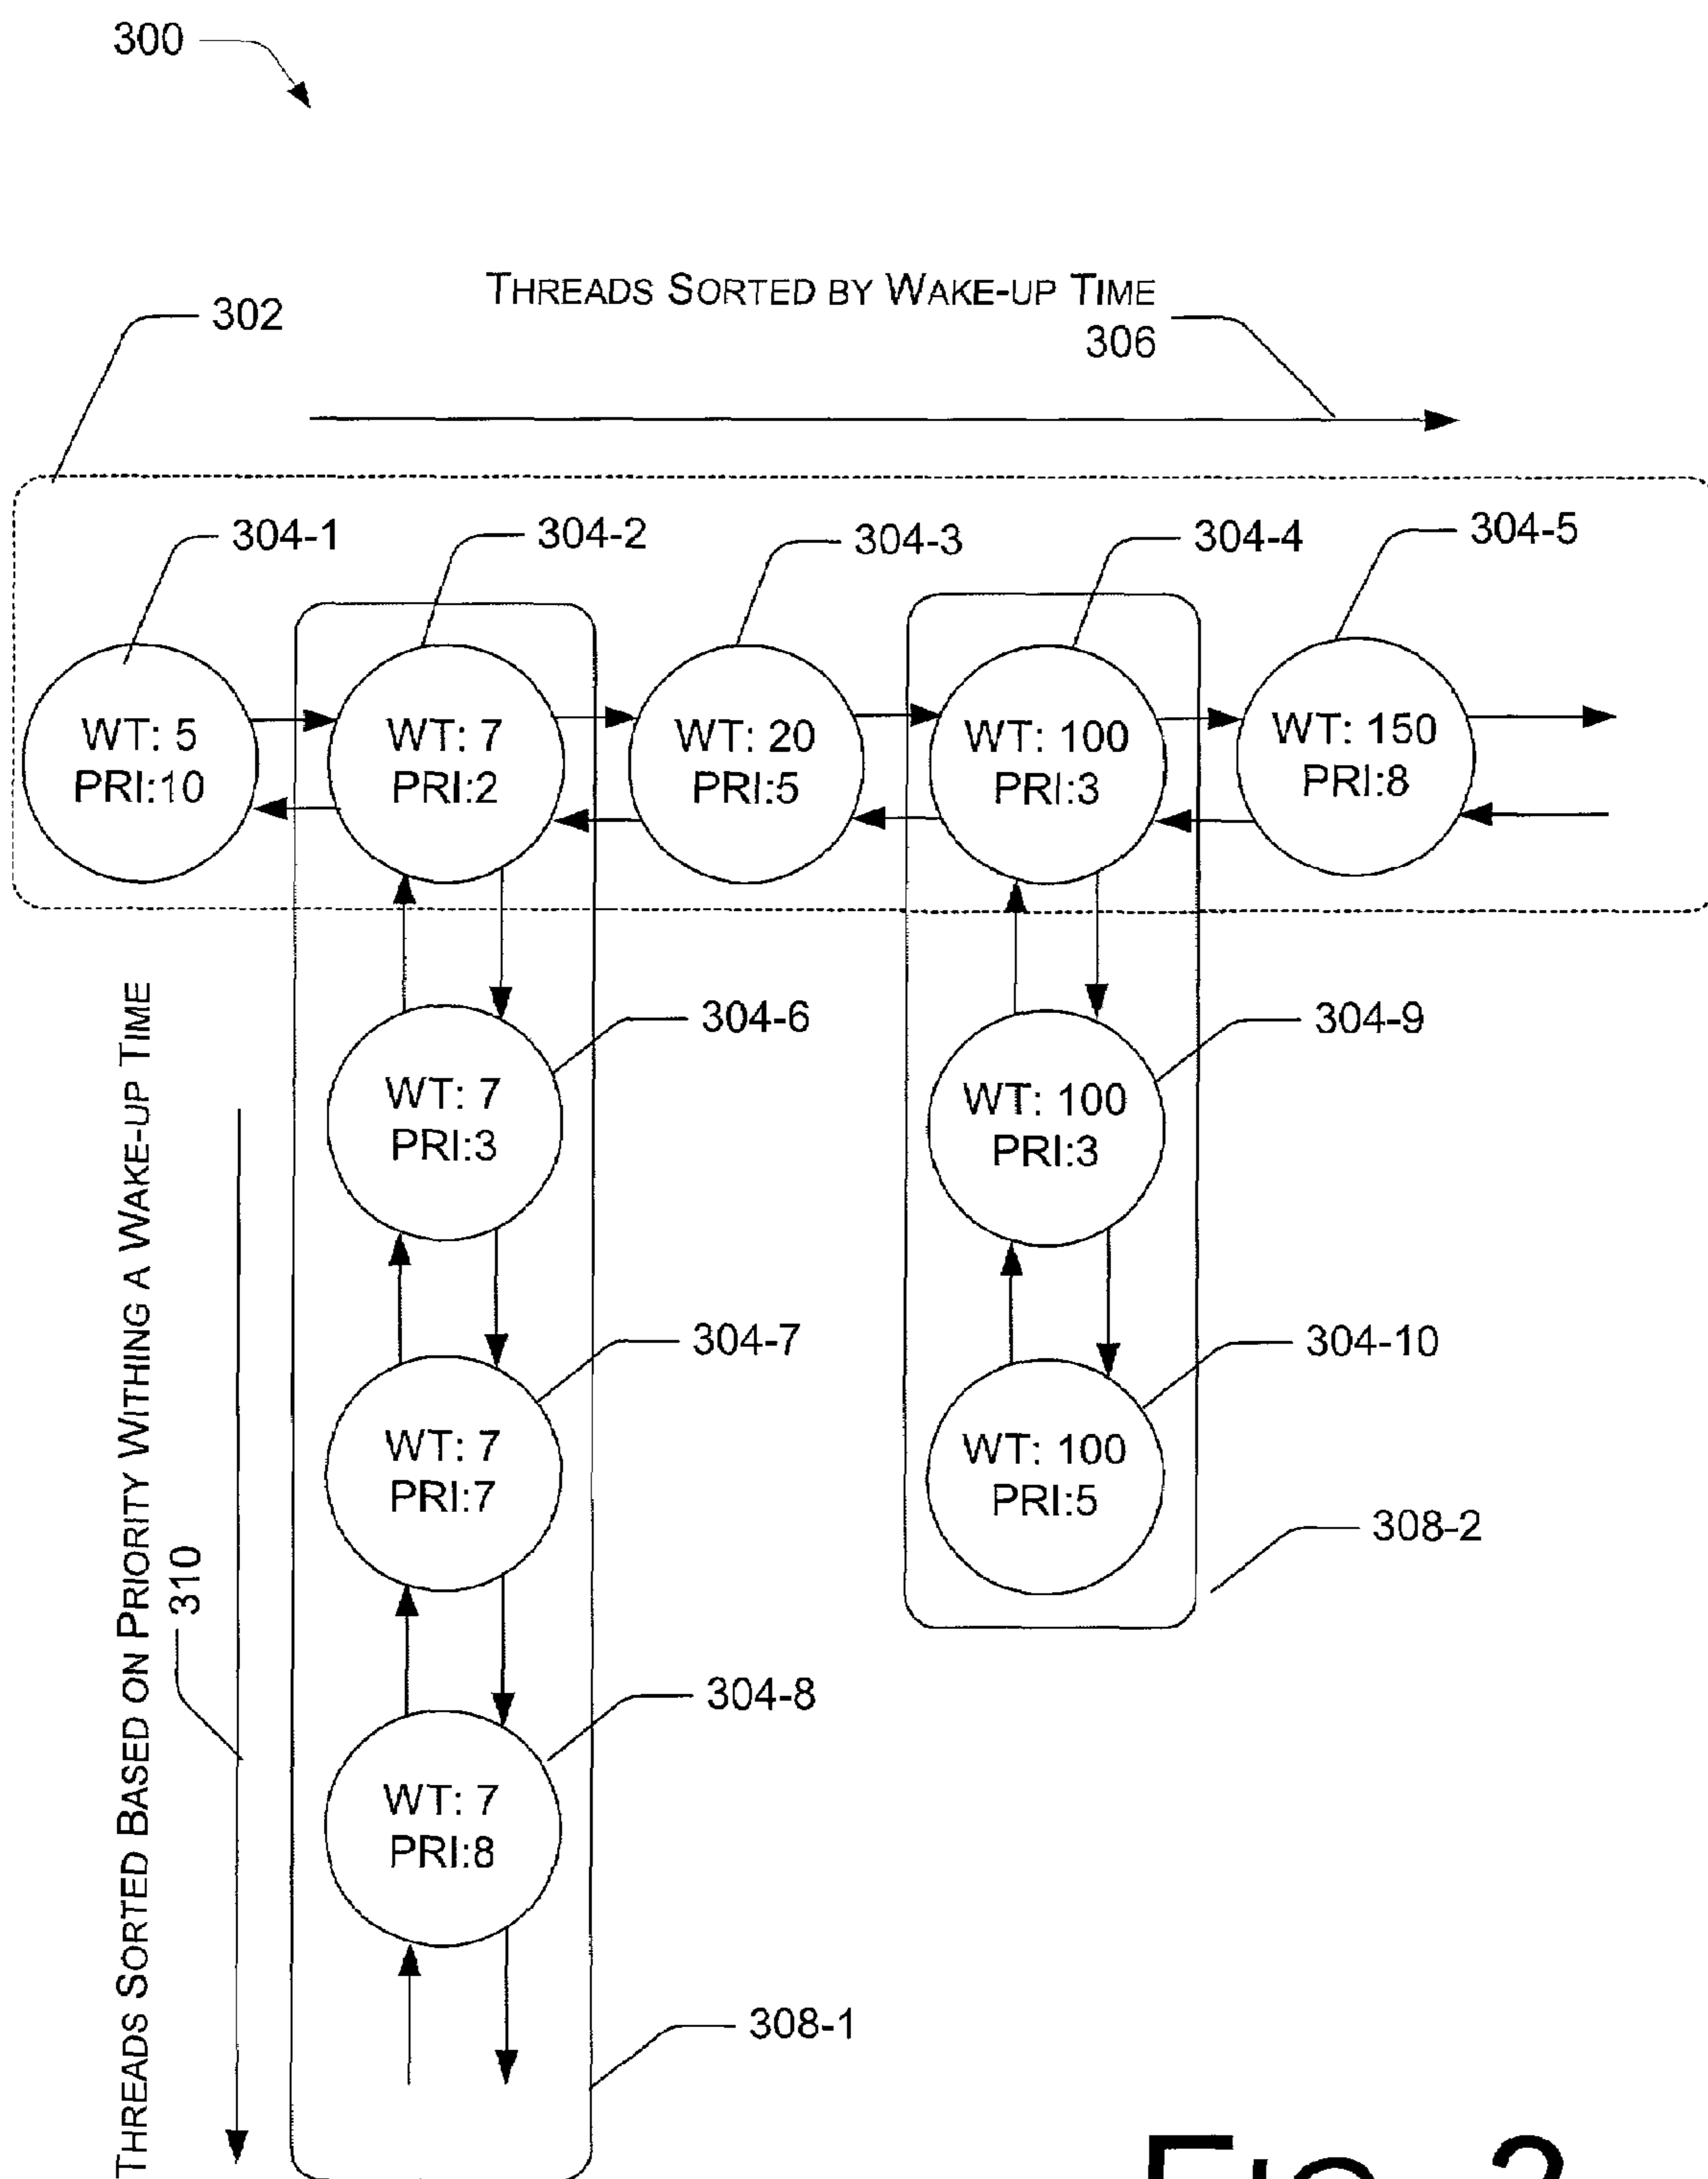 300
THREADS SORTED BY WAKE-UP TIME
306
302
304-1
304-2
304-3
304-4
304-5
WT: 5
PRI:10
WT: 7
PRI:2
WT: 20
PRI:5
WT: 100
PRI:3
WT: 150
PRI:8
THREADS SORTED BASED ON PRIORITY WITHING A WAKE-UP TIME
310
304-6
WT: 7
PRI:3
304-9
WT: 100
PRI:3
304-7
WT: 7
PRI:7
304-10
WT: 100
PRI:5
308-2
304-8
WT: 7
PRI:8
308-1